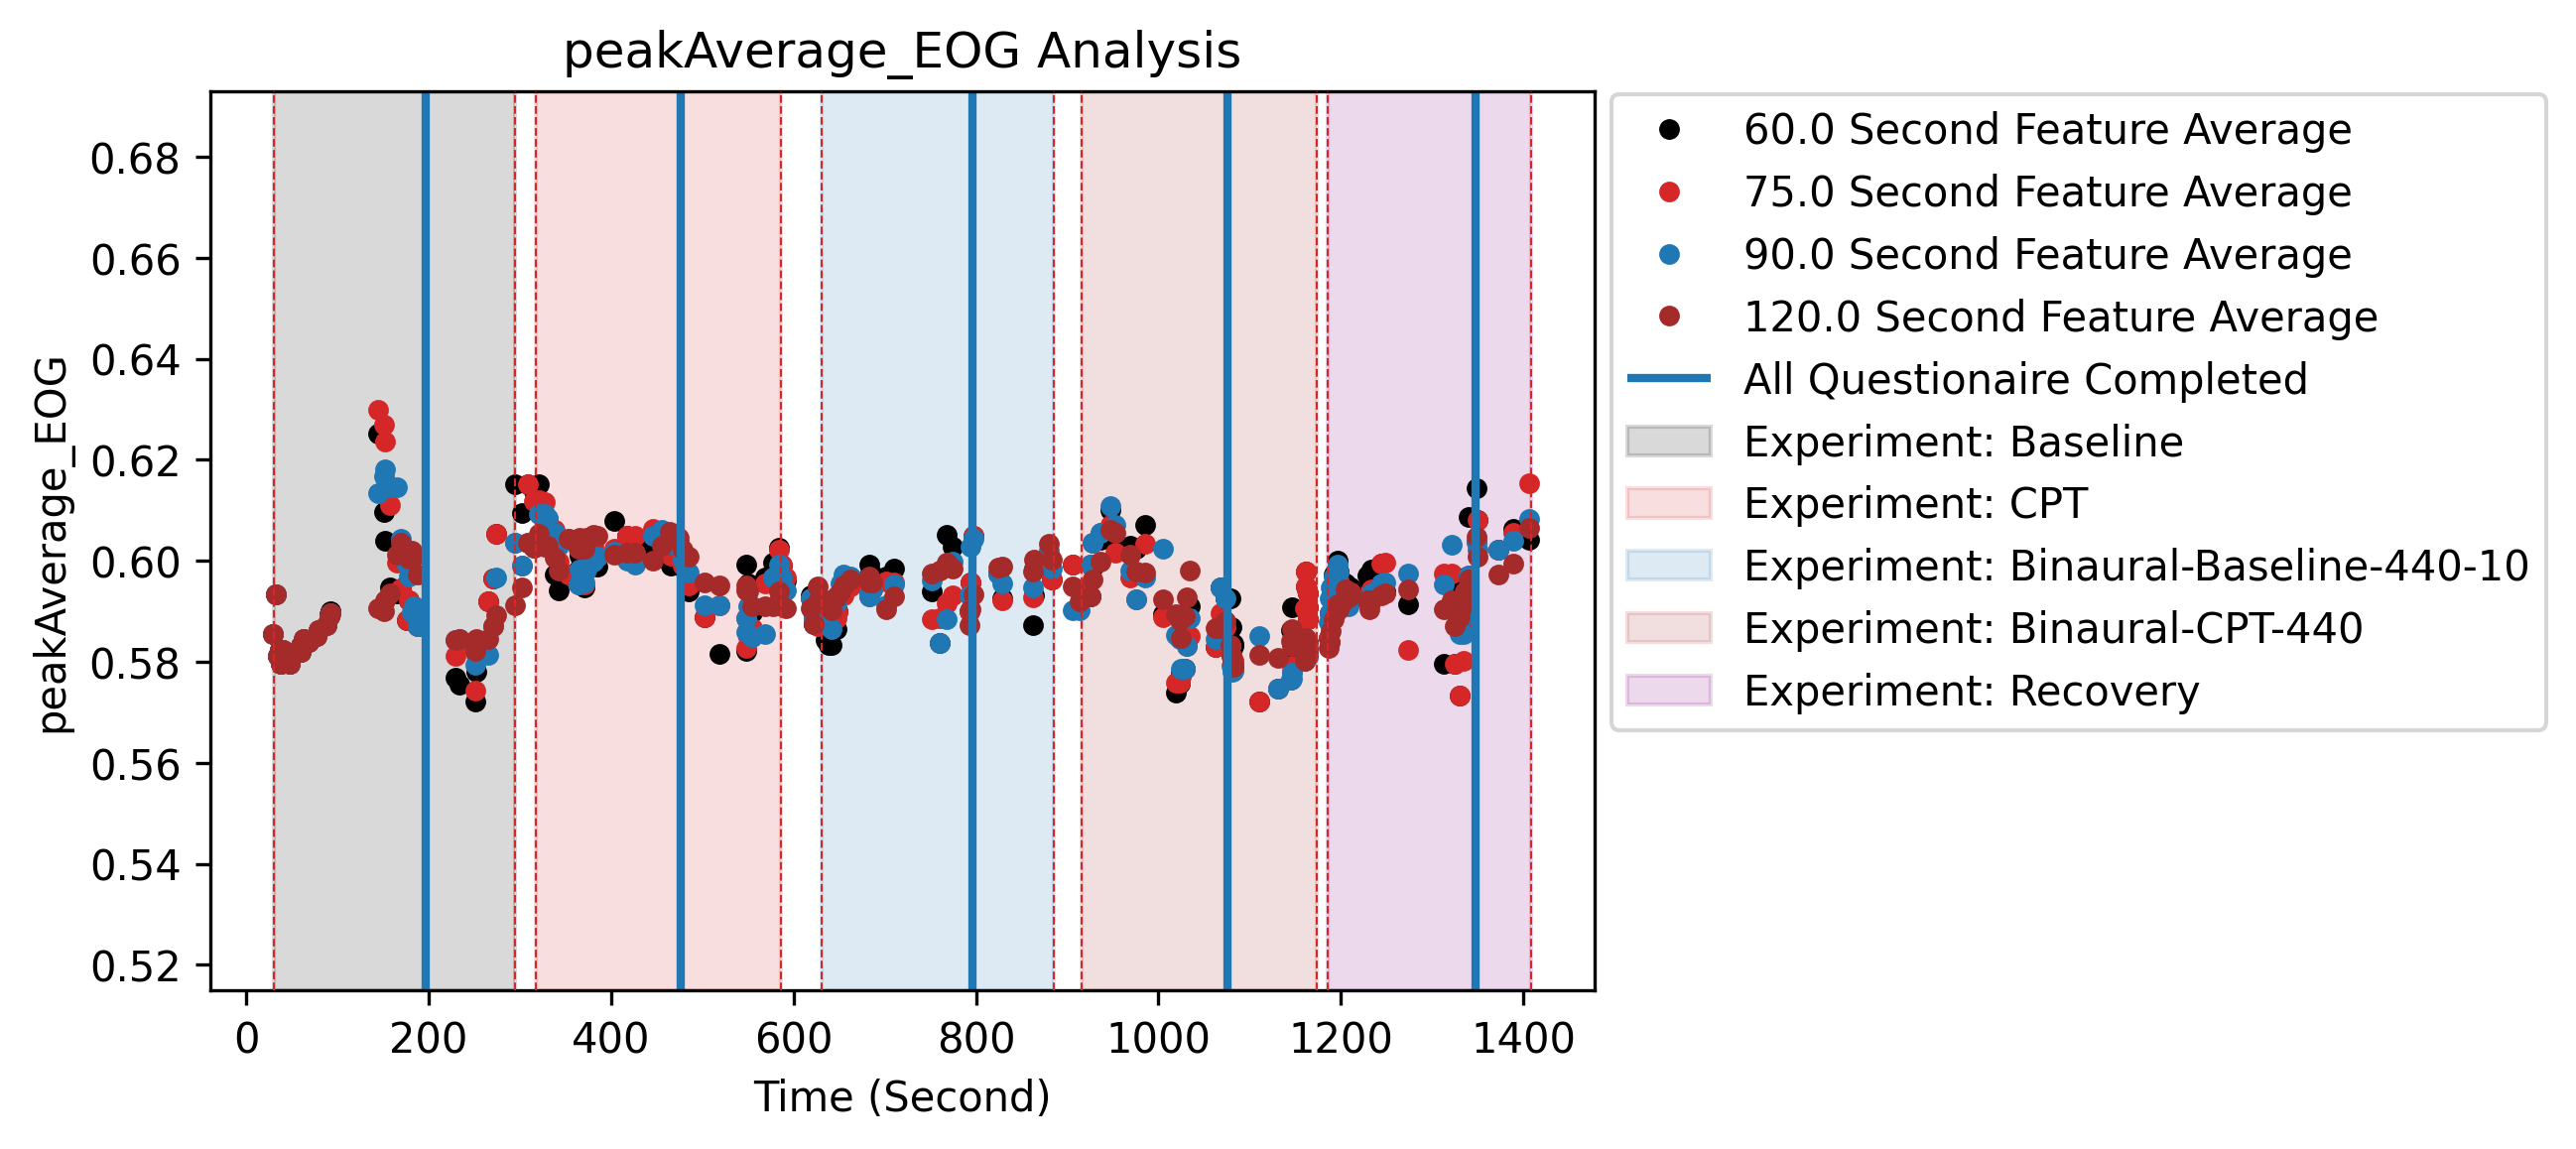 peakAverage_EOG Analysis
peakAverage_EOG
0.68
0.66
0.64
0.62
0.60
0.58
0.56
0.54
0.52
0 200 400 600 800 1000 1200 1400
Time (Second)
60.0 Second Feature Average
75.0 Second Feature Average
90.0 Second Feature Average
120.0 Second Feature Average
All Questionaire Completed
Experiment: Baseline
Experiment: CPT
Experiment: Binaural-Baseline-440-10
Experiment: Binaural-CPT-440
Experiment: Recovery